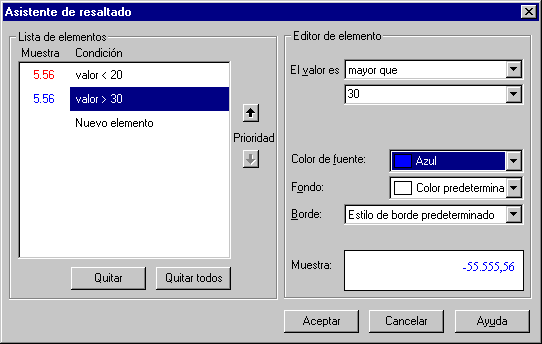 Asistente de resaltado
Lista de elementos
Muestra Condición
5.56 valor < 20
5.56 valor > 30
Nuevo elemento
Prioridad
Quitar
Quitar todos
Editor de elemento
El valor es mayor que
30
Color de fuente: Azul
Fondo: Color predetermina
Borde: Estilo de borde predeterminado
Muestra: -55.555,56
Aceptar
Cancelar
Ayuda